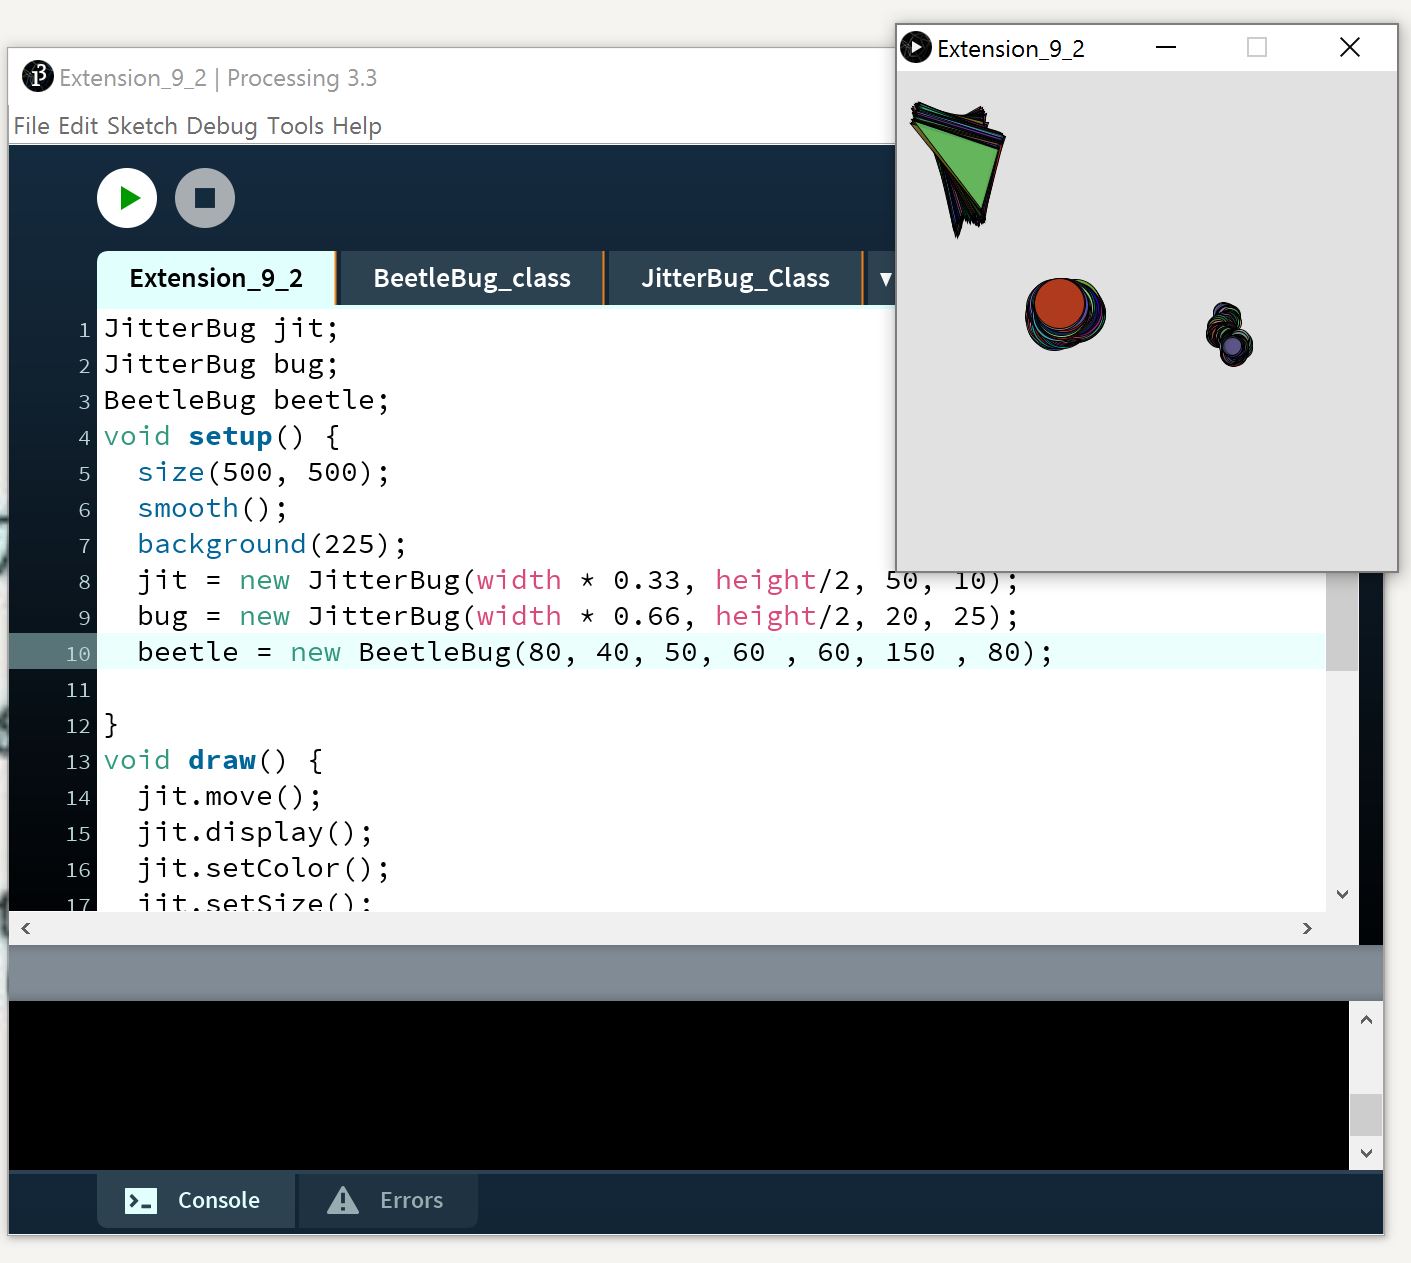 Extension_9_2 | Processing 3.3
File Edit Sketch Debug Tools Help
Extension_9_2 BeetleBug_class JitterBug_Class
1 JitterBug jit;
2 JitterBug bug;
3 BeetleBug beetle;
4 void setup() {
5 size(500, 500);
6 smooth();
7 background(225);
8 jit = new JitterBug(width * 0.33, height/2, 50, 10);
9 bug = new JitterBug(width * 0.66, height/2, 20, 25);
10 beetle = new BeetleBug(80, 40, 50, 60 , 60, 150 , 80);
11
12 }
13 void draw() {
14 jit.move();
15 jit.display();
16 jit.setColor();
17 jit.setSize();
Console Errors
Extension_9_2